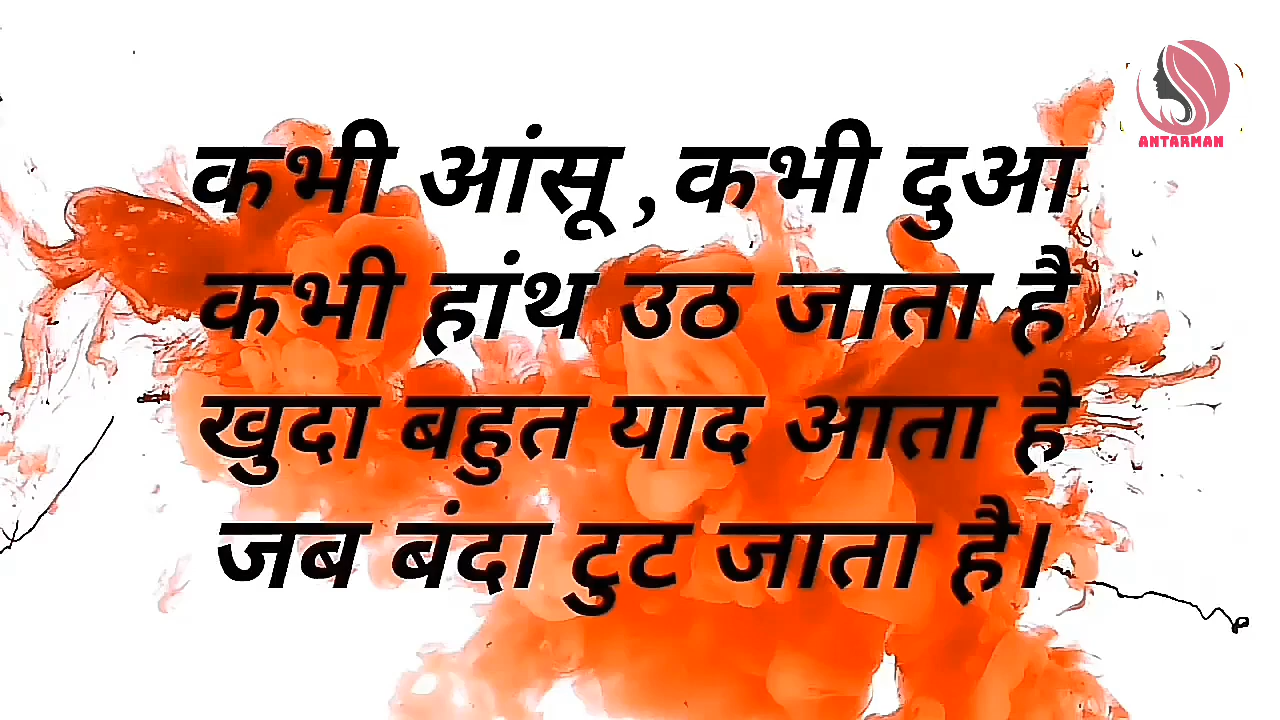 ANTARMAN
कभी आंसू ,कभी दुआ
कभी हांथ उठ जाता है
खुदा बहुत याद आता है
जब बंदा टुट जाता है।